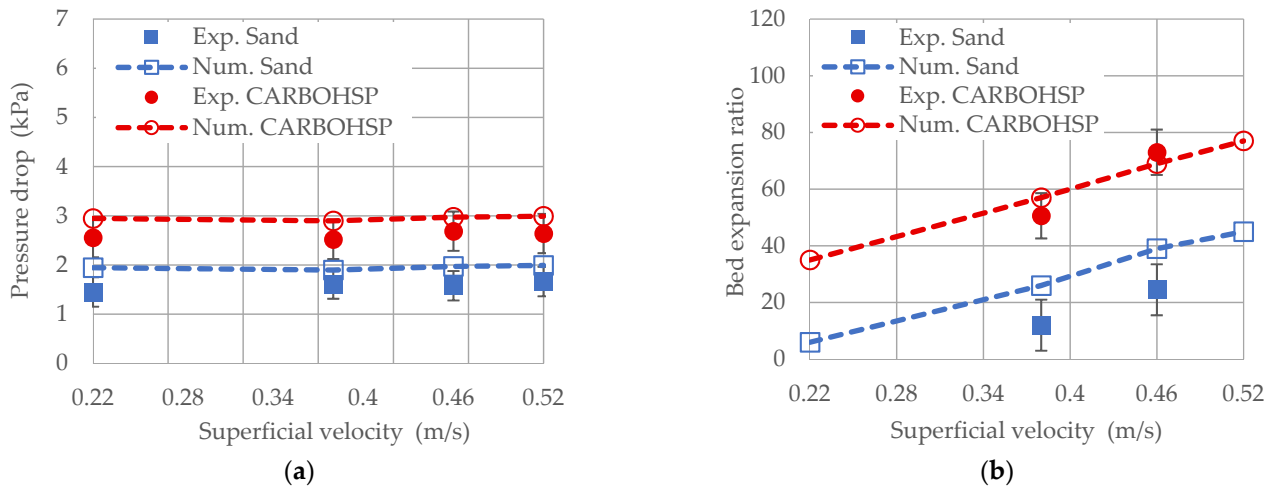 7
6
5
4
3
2
1
0
Pressure drop (kPa)
Exp. Sand
Num. Sand
Exp. CARBOHSP
Num. CARBOHSP
0.22 0.28 0.34 0.4 0.46 0.52
Superficial velocity (m/s)
(a)
120
100
80
60
40
20
0
Bed expansion ratio
Exp. Sand
Num. Sand
Exp. CARBOHSP
Num. CARBOHSP
0.22 0.28 0.34 0.4 0.46 0.52
Superficial velocity (m/s)
(b)